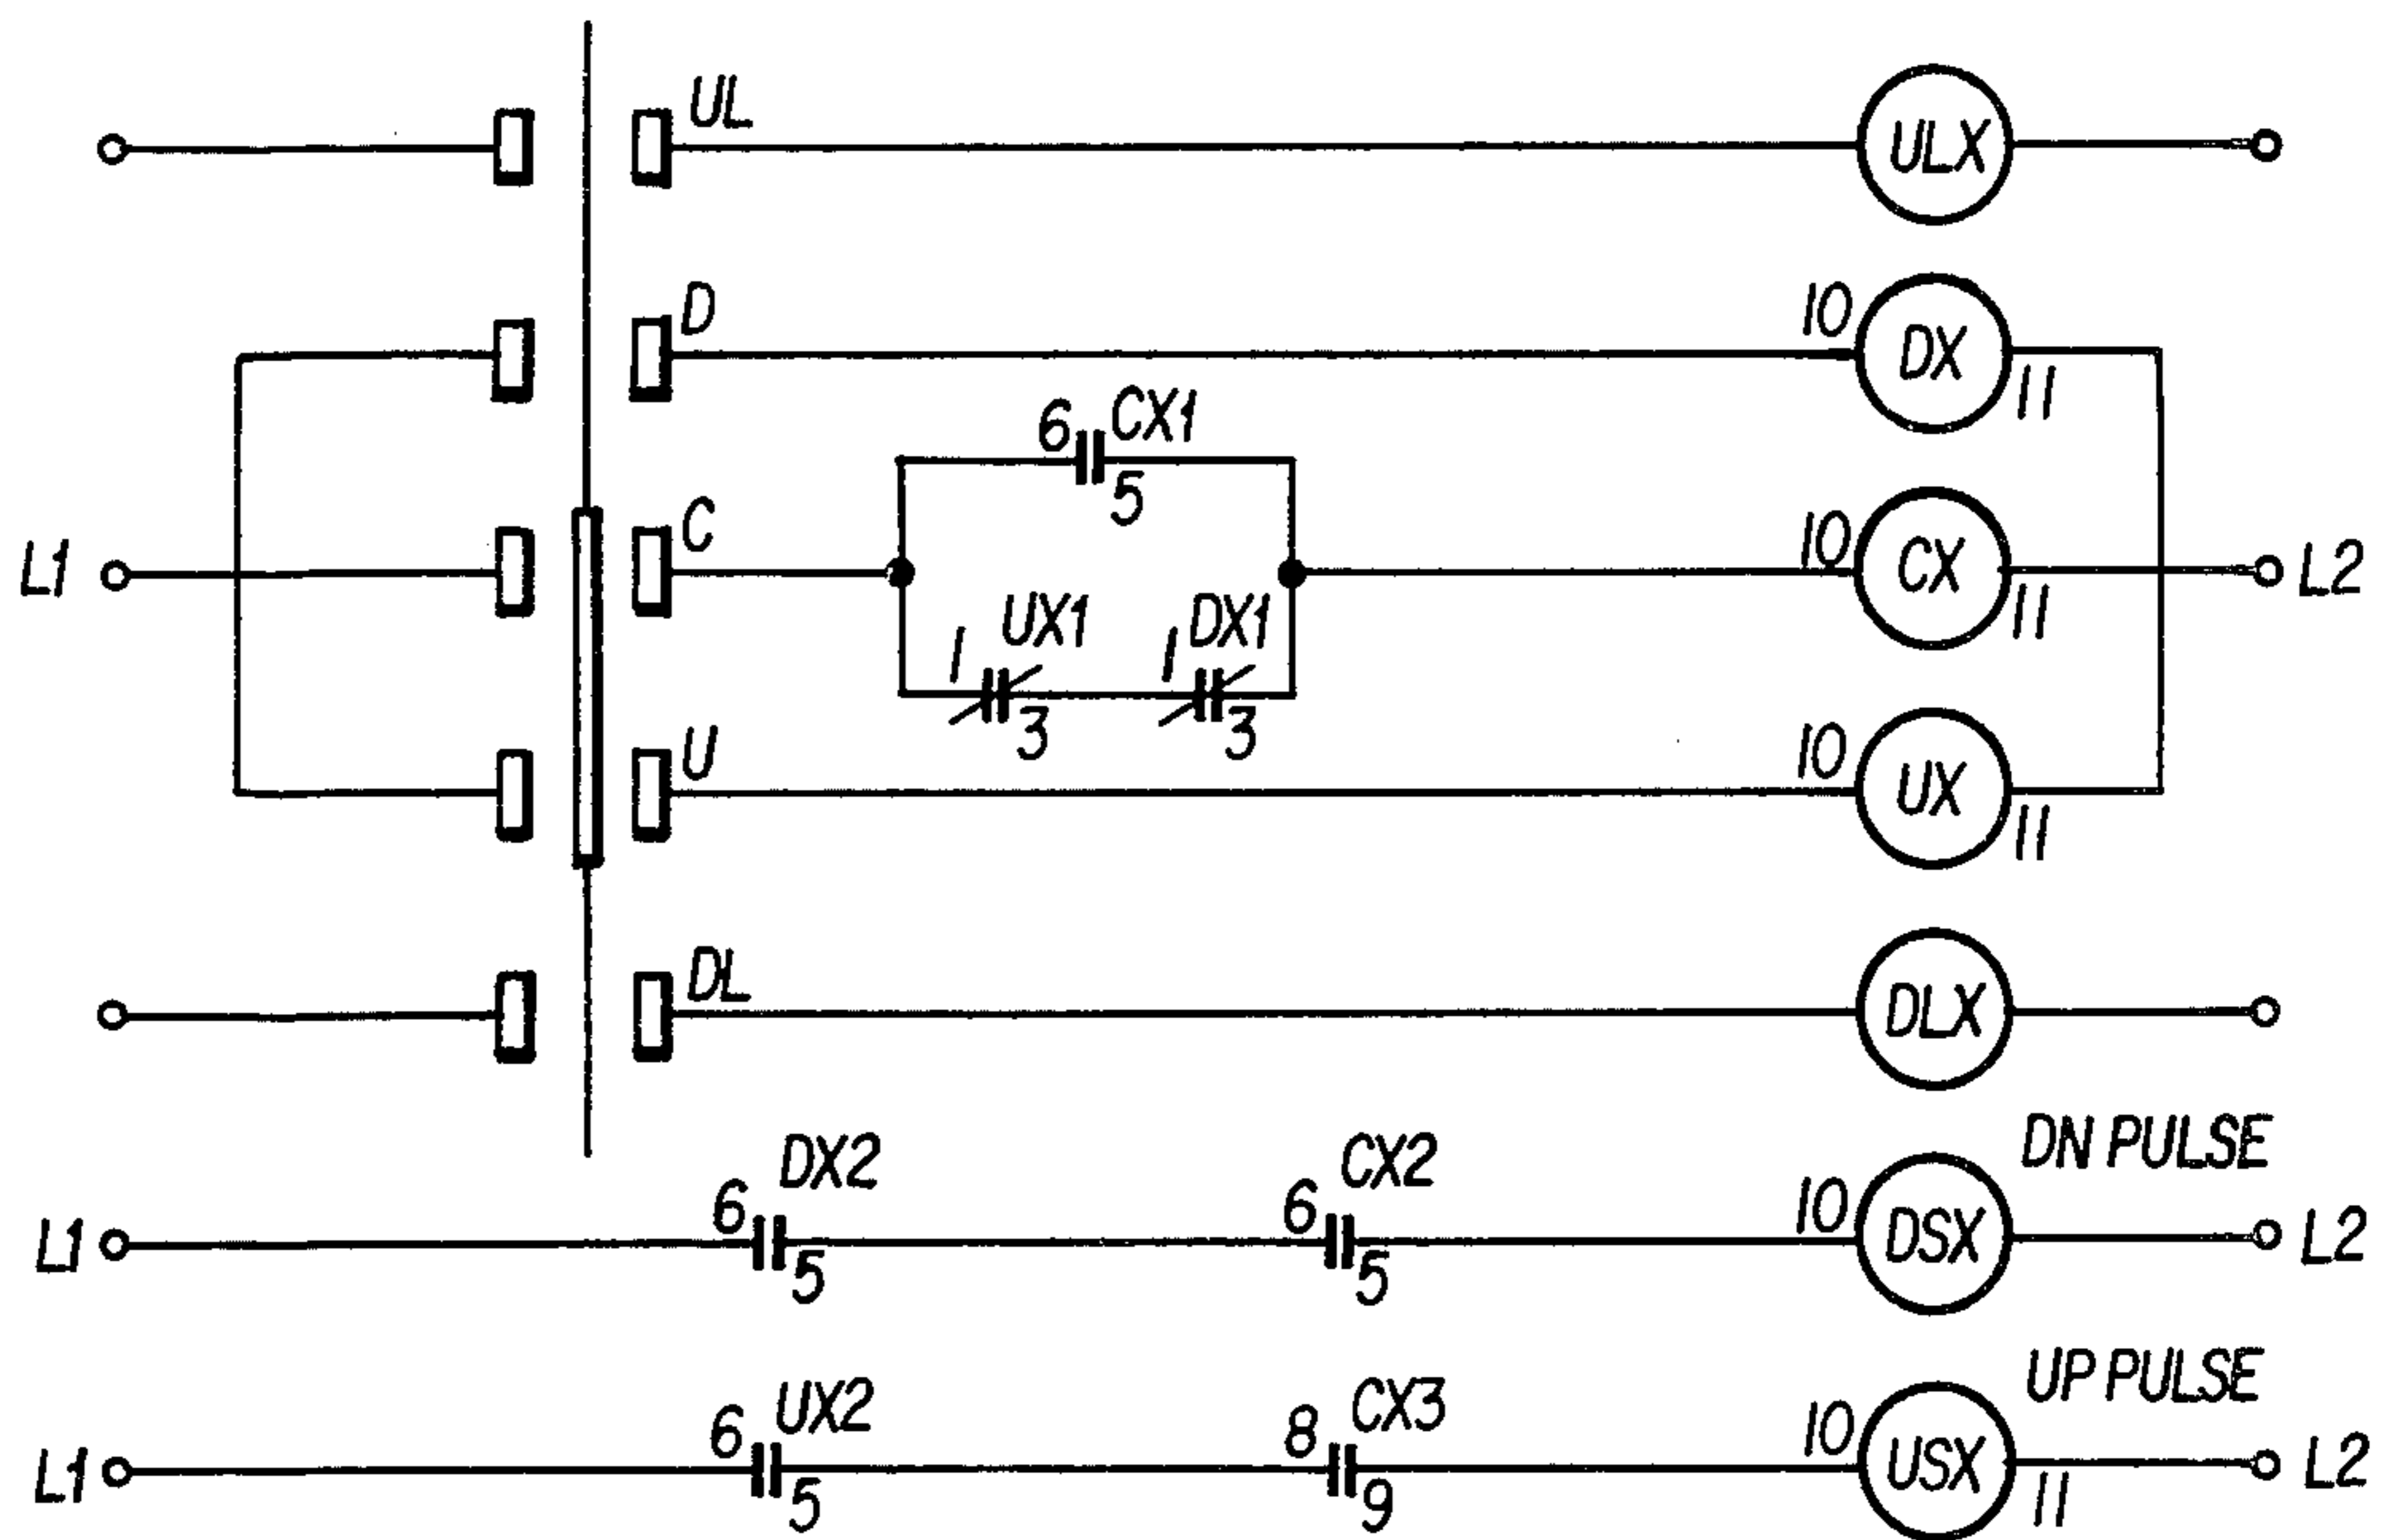 UL
ULX
D
10 DX 11
6 CX1 5
L1
C
10 CX 11
L2
1 UX1 3
1 DX1 3
U
10 UX 11
DL
DLX
DN PULSE
L1
6 DX2 5
6 CX2 5
10 DSX
L2
UP PULSE
L1
6 UX2 5
8 CX3 9
10 USX 11
L2